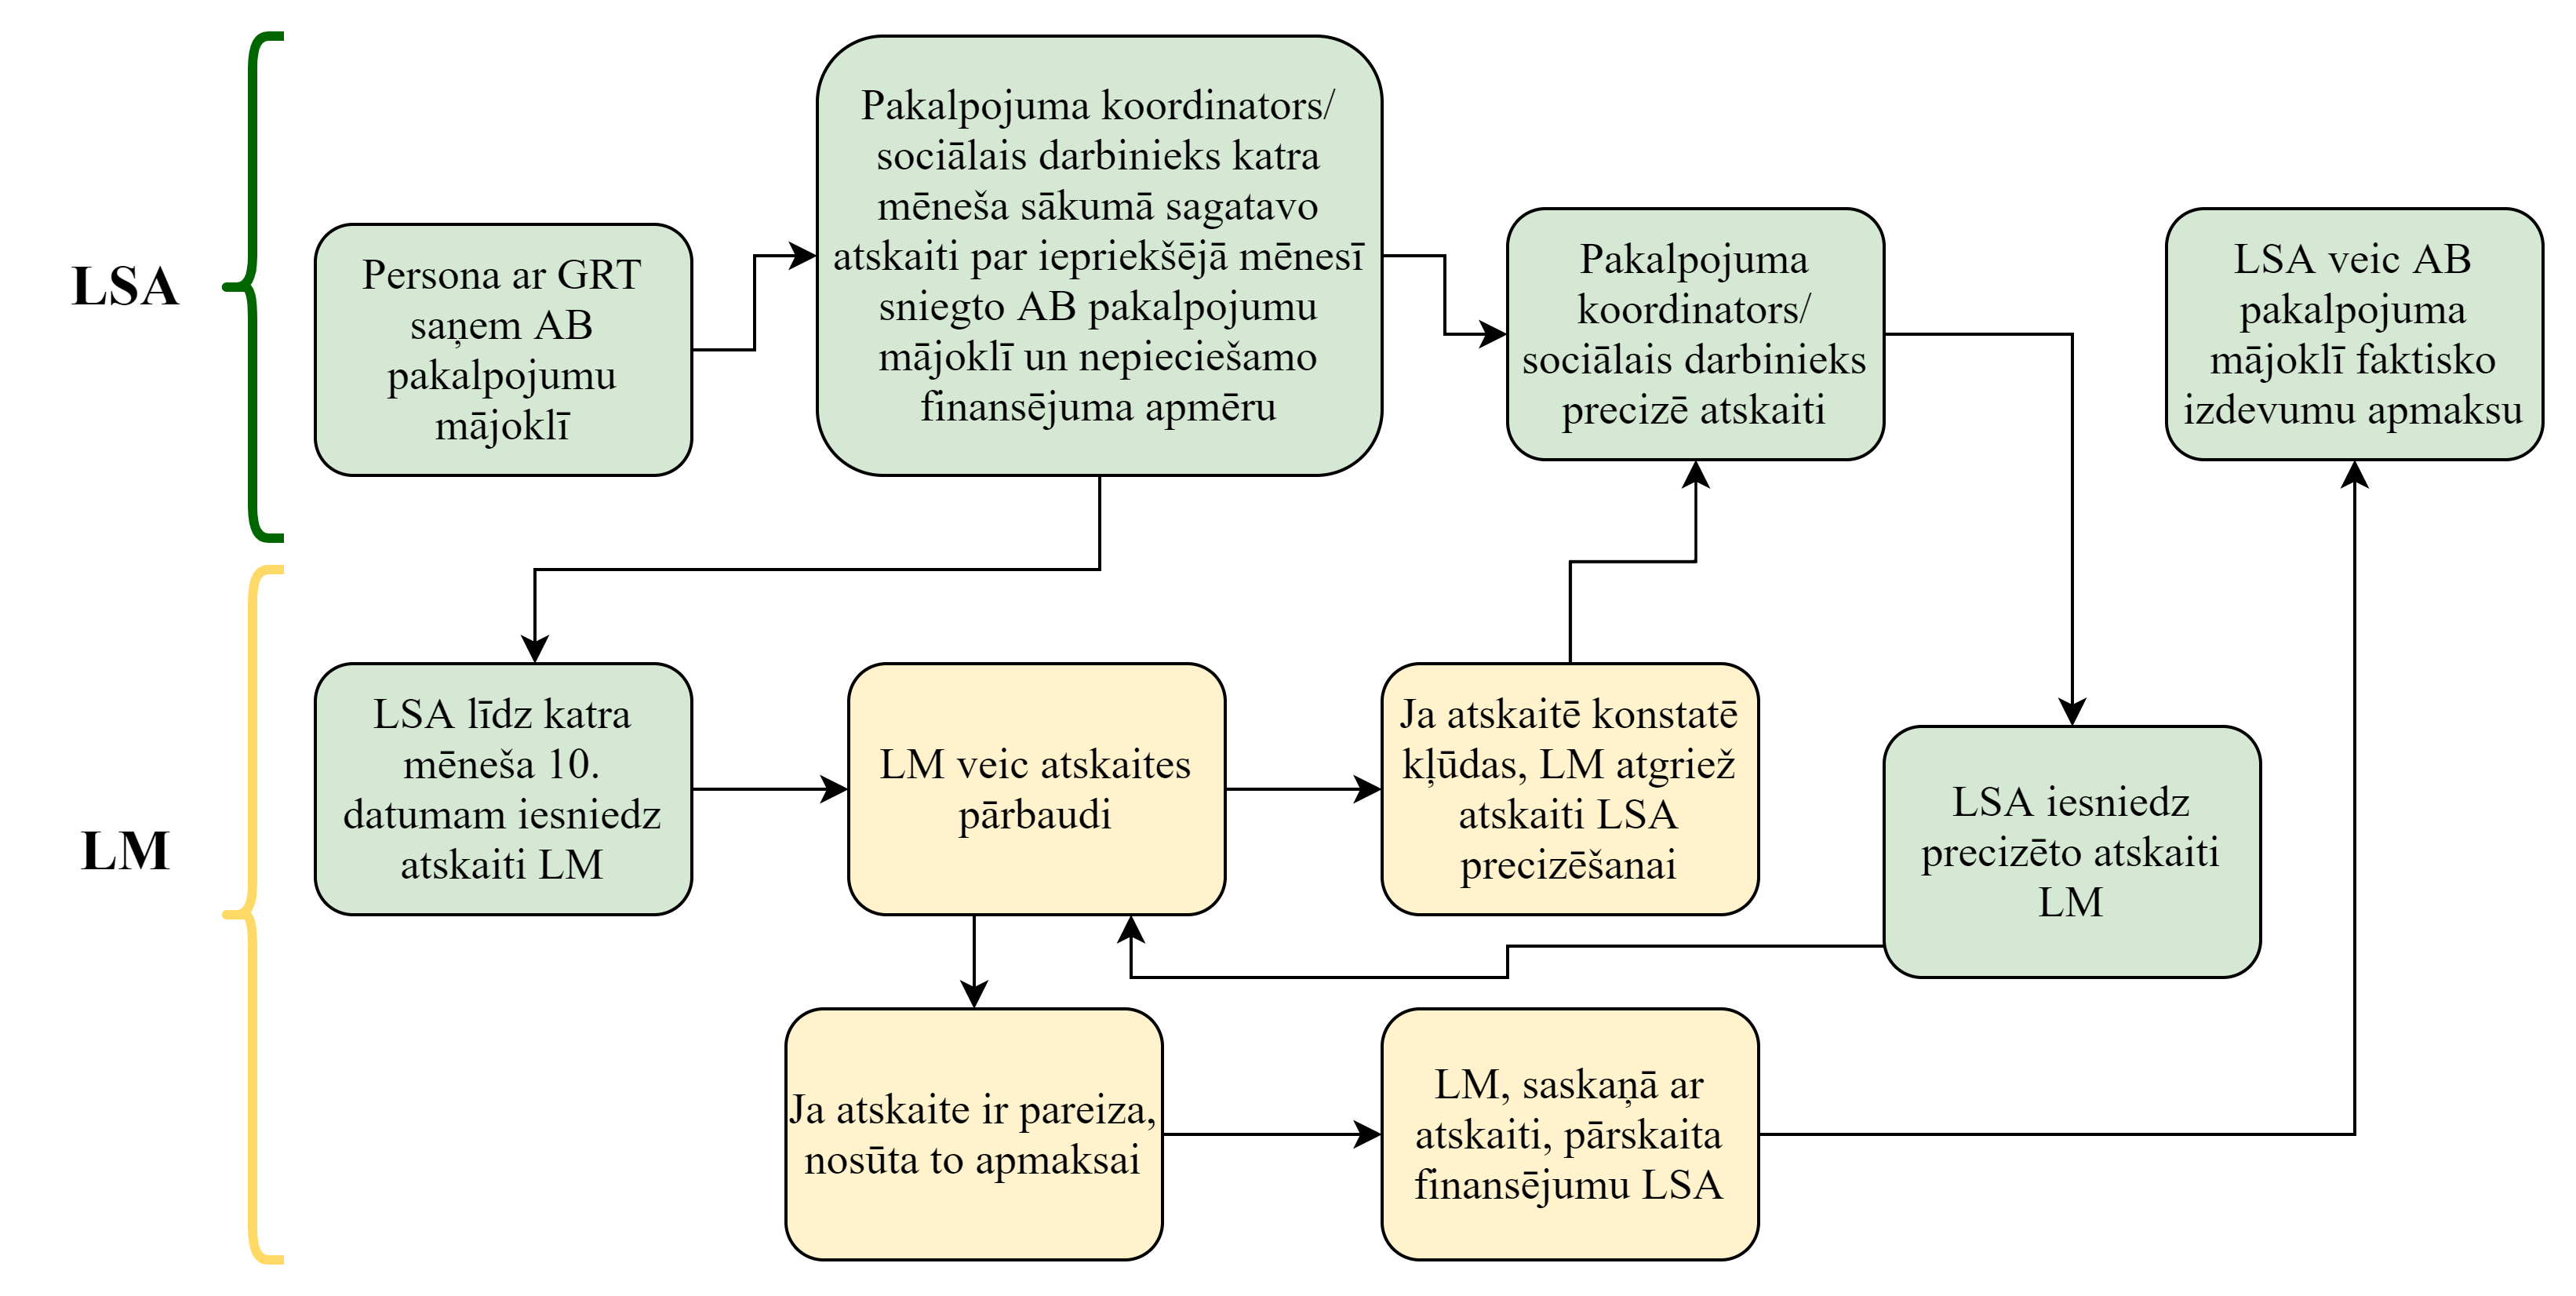 LSA
Persona ar GRT
saņem AB
pakalpojumu
mājoklī
Pakalpojuma koordinators/
sociālais darbinieks katra
mēneša sākumā sagatavo
atskaiti par iepriekšējā mēnesī
sniegto AB pakalpojumu
mājoklī un nepieciešamo
finansējuma apmēru
Pakalpojuma
koordinators/
sociālais darbinieks
precizē atskaiti
LSA veic AB
pakalpojuma
mājoklī faktisko
izdevumu apmaksu
LM
LSA līdz katra
mēneša 10.
datumam iesniedz
atskaiti LM
LM veic atskaites
pārbaudi
Ja atskaitē konstatē
kļūdas, LM atgriež
atskaiti LSA
precizēšanai
LSA iesniedz
precizēto atskaiti
LM
Ja atskaite ir pareiza,
nosūta to apmaksai
LM, saskaņā ar
atskaiti, pārskaita
finansējumu LSA